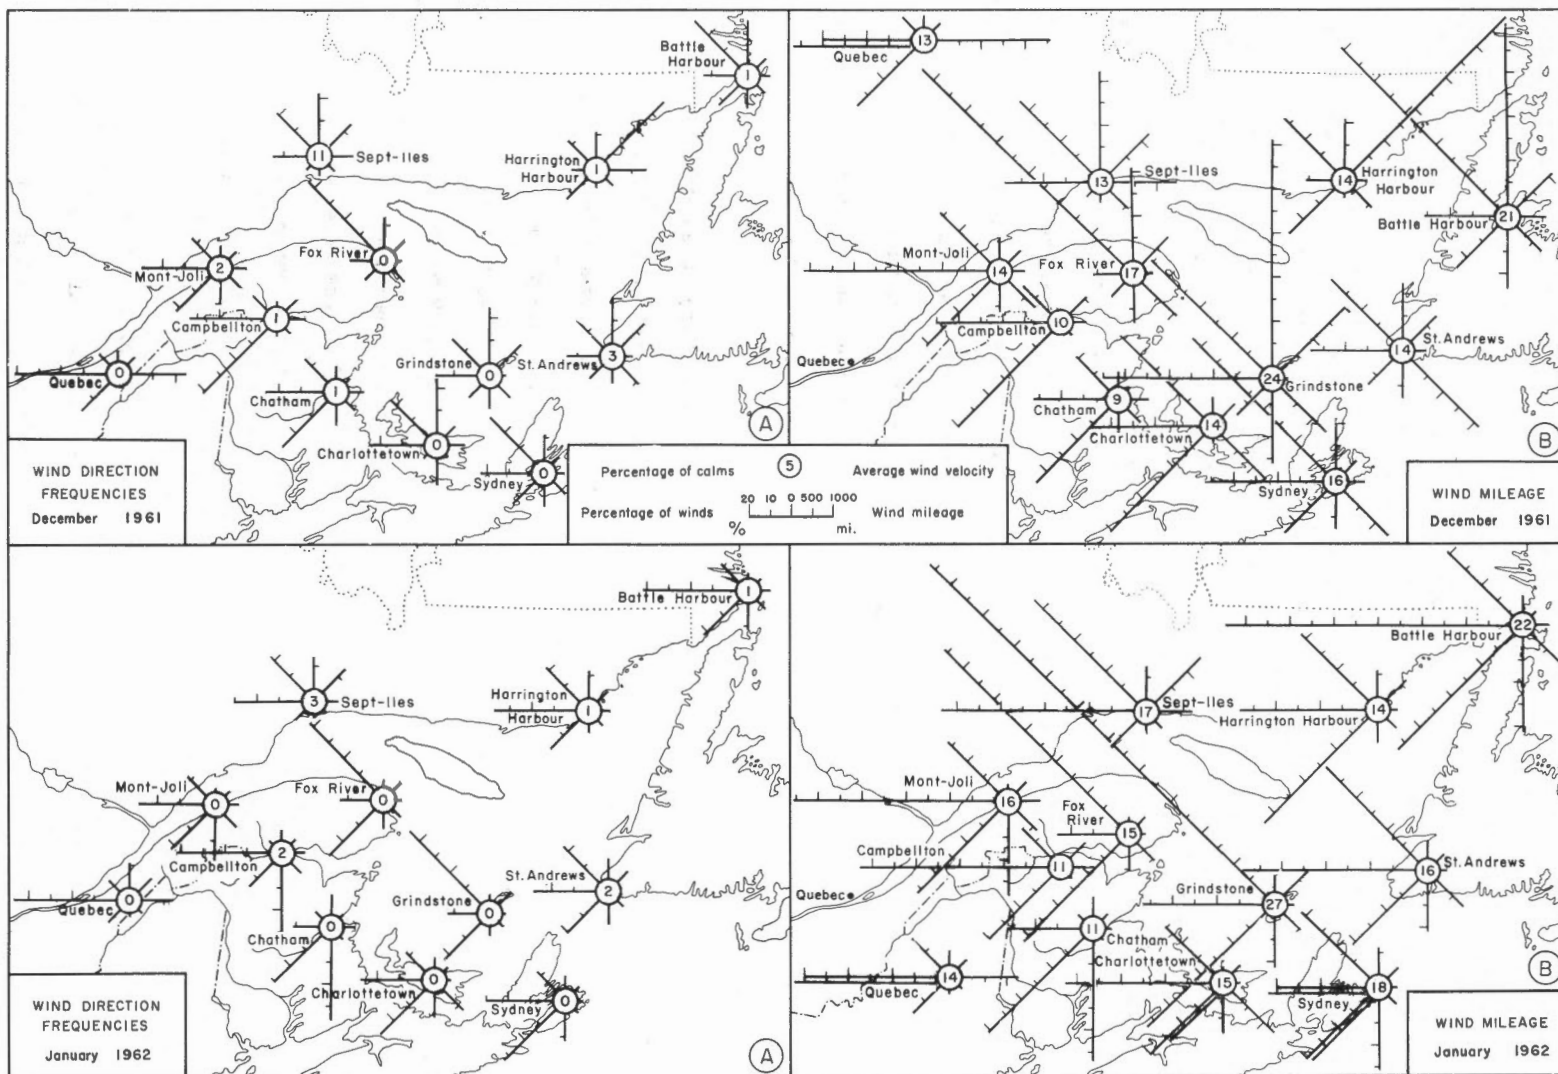 Battle
Harbour
1
11
Sept-Iles
Harrington
Harbour
1
2
Mont-Joli
Fox River
0
1
Campbellton
Quebec
0
Grindstone
0
St. Andrews
3
Chatham
1
Charlottetown
0
Sydney
0
A
WIND DIRECTION
FREQUENCIES
December 1961
13
Quebec
Sept-Iles
13
14
Harrington
Harbour
21
Battle Harbour
Mont-Joli
14
Fox River
17
Campbellton
10
Quebec
St. Andrews
14
24
Grindstone
Chatham
9
Charlottetown
14
Sydney
16
B
WIND MILEAGE
December 1961
Percentage of calms
5
Average wind velocity
20 10 0 500 1000
Percentage of winds
Wind mileage
%
mi.
Battle Harbour
1
3
Sept-Iles
Harrington
Harbour
1
Mont-Joli
0
Fox River
0
Campbellton
2
Quebec
0
Grindstone
0
St. Andrews
2
Chatham
0
Charlottetown
0
Sydney
0
A
WIND DIRECTION
FREQUENCIES
January 1962
22
Battle Harbour
17
Sept-Iles
14
Harrington Harbour
Mont-Joli
16
Fox
River
15
Campbellton
11
Quebec
St. Andrews
16
Grindstone
27
11
Chatham
Charlottetown
15
14
Quebec
Sydney
18
B
WIND MILEAGE
January 1962